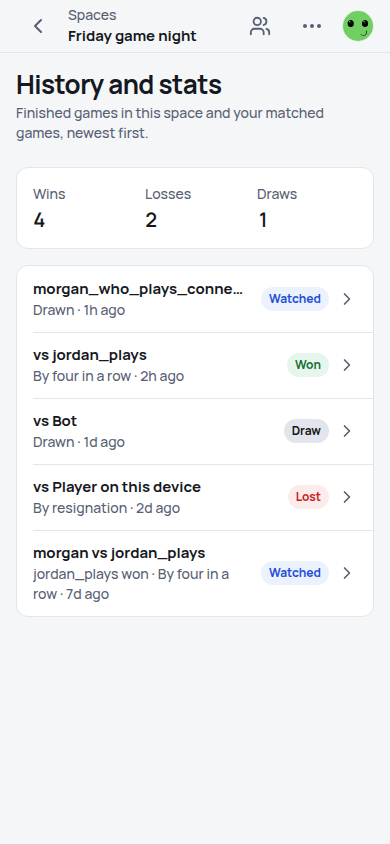 Spaces
Friday game night
History and stats
Finished games in this space and your matched
games, newest first.
Wins
Losses
Draws
4
2
1
morgan_who_plays_conne…
Watched
Drawn · 1h ago
vs jordan_plays
Won
By four in a row · 2h ago
vs Bot
Draw
Drawn · 1d ago
vs Player on this device
Lost
By resignation · 2d ago
morgan vs jordan_plays
Watched
jordan_plays won · By four in a
row · 7d ago